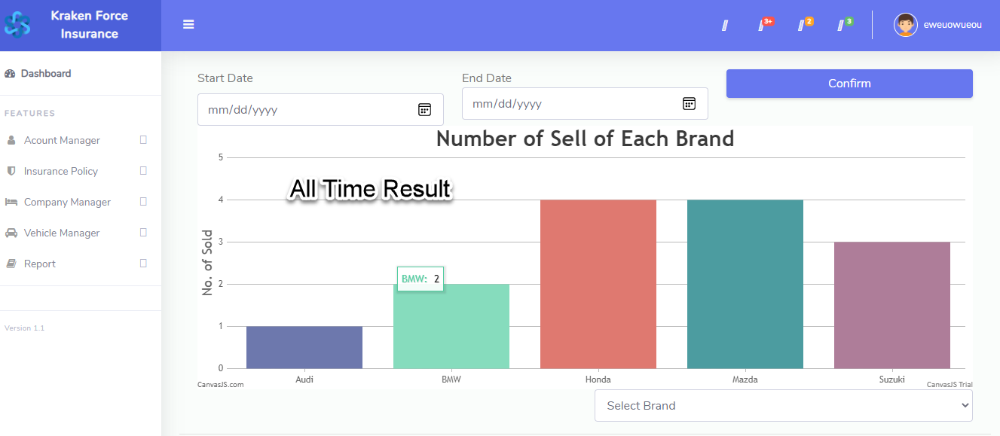 Kraken Force
Insurance
3+
2
3
eweuowueou
Dashboard
FEATURES
Acount Manager
Insurance Policy
Company Manager
Vehicle Manager
Report
Version 1.1
Start Date
mm/dd/yyyy
End Date
mm/dd/yyyy
Confirm
Number of Sell of Each Brand
All Time Result
No. of Sold
5
4
3
2
1
0
BMW: 2
Audi
BMW
Honda
Mazda
Suzuki
CanvasJS.com
CanvasJS Trial
Select Brand